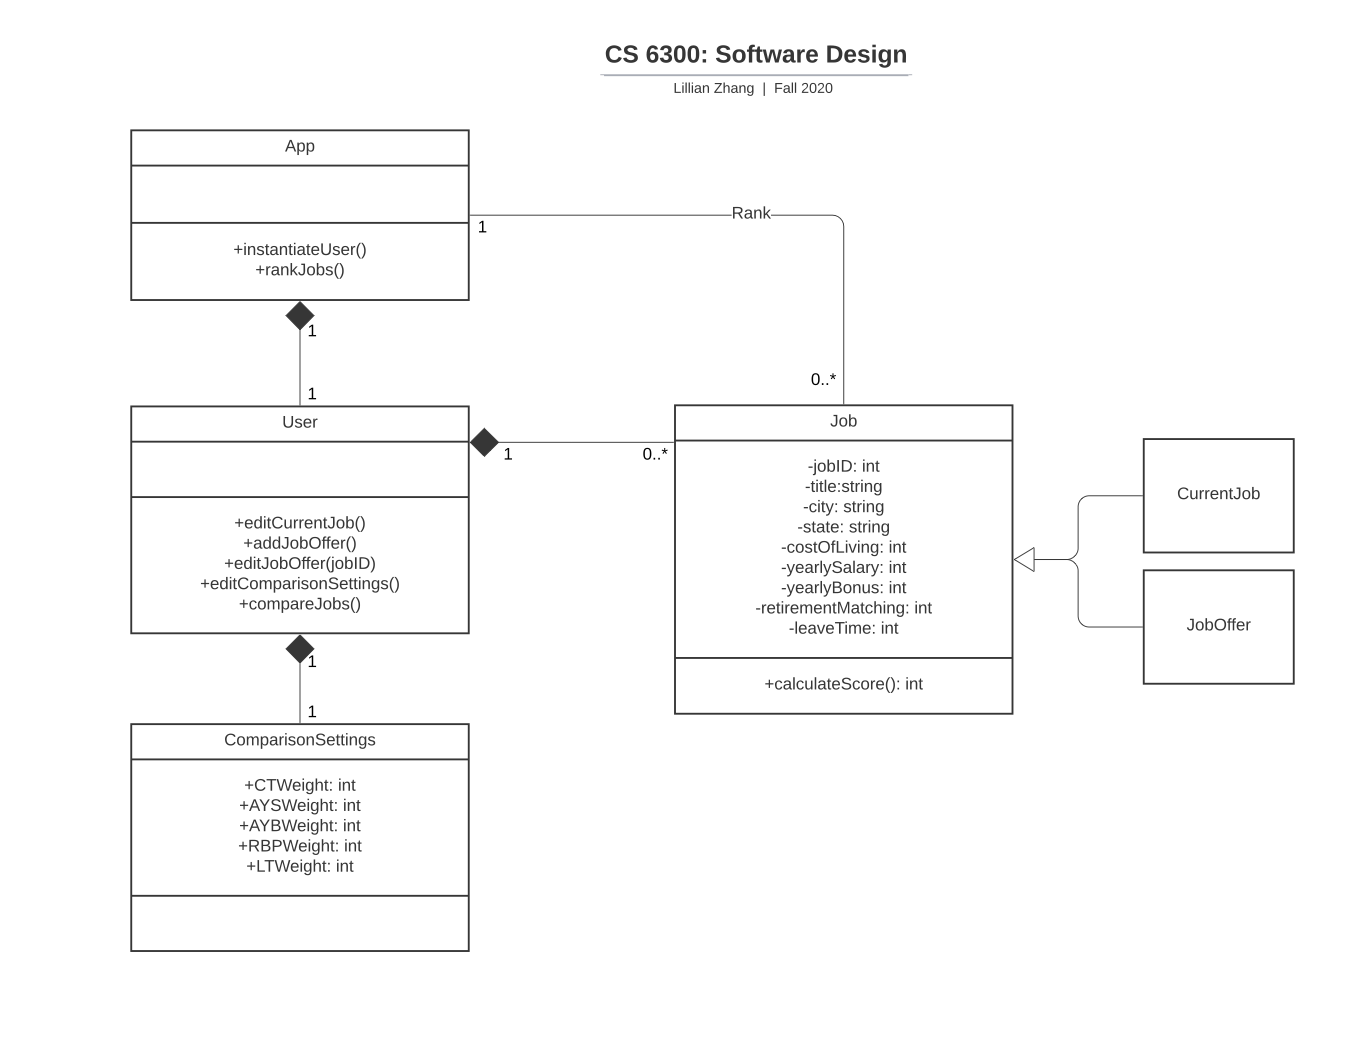 CS 6300: Software Design
Lillian Zhang | Fall 2020
App
+instantiateUser()
+rankJobs()
1
Rank
0..*
1
1
User
+editCurrentJob()
+addJobOffer()
+editJobOffer(jobID)
+editComparisonSettings()
+compareJobs()
1
0..*
Job
-jobID: int
-title:string
-city: string
-state: string
-costOfLiving: int
-yearlySalary: int
-yearlyBonus: int
-retirementMatching: int
-leaveTime: int
+calculateScore(): int
CurrentJob
JobOffer
1
1
ComparisonSettings
+CTWeight: int
+AYSWeight: int
+AYBWeight: int
+RBPWeight: int
+LTWeight: int